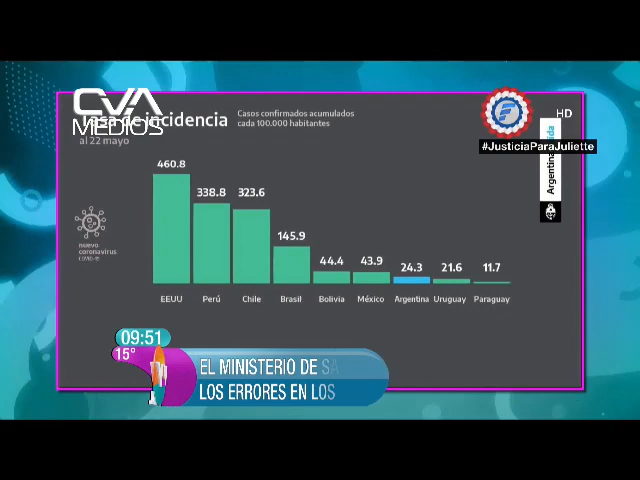 CVA
MEDIOS
Tasa de incidencia
Casos confirmados acumulados
cada 100.000 habitantes
HD
al 22 mayo
#JusticiaParaJuliette
Argentina
nuevo
coronavirus
COVID-19
460.8
338.8
323.6
145.9
44.4
43.9
24.3
21.6
11.7
EEUU
Perú
Chile
Brasil
Bolivia
México
Argentina
Uruguay
Paraguay
09:51
15°
EL MINISTERIO DE SA
LOS ERRORES EN LOS